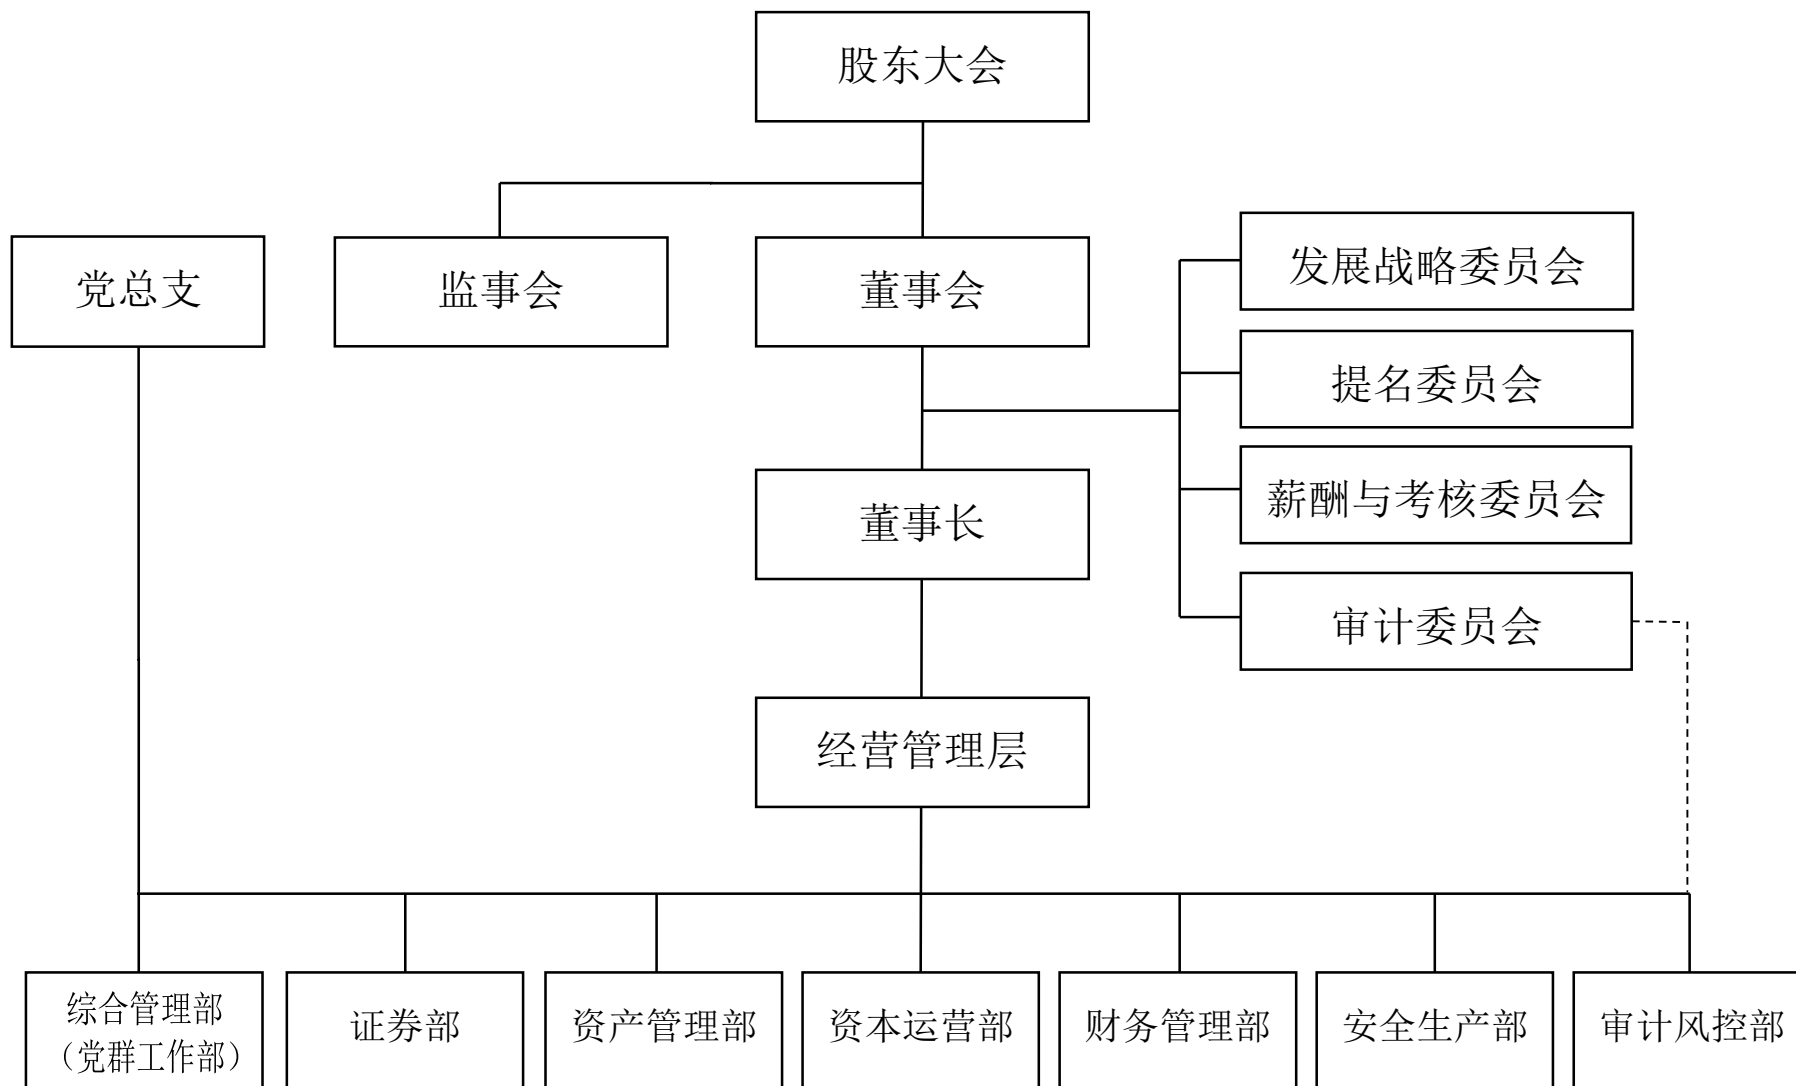 股东大会
党总支
监事会
董事会
发展战略委员会
提名委员会
薪酬与考核委员会
董事长
审计委员会
经营管理层
综合管理部
（党群工作部）
证券部
资产管理部
资本运营部
财务管理部
安全生产部
审计风控部